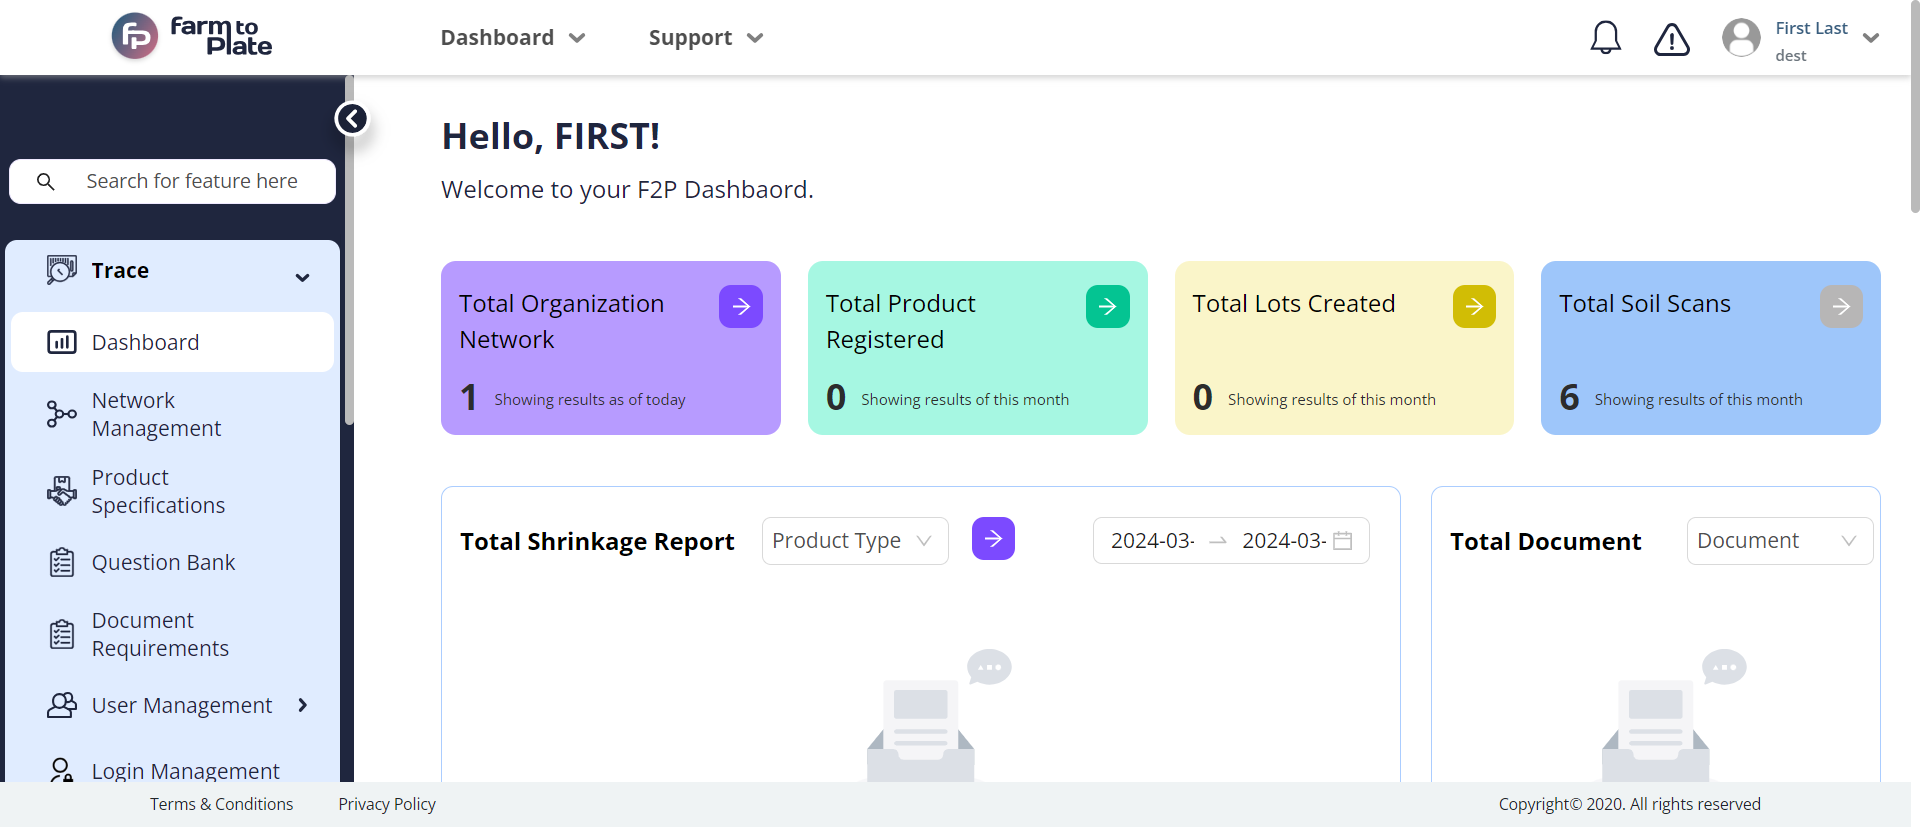 Farm to
Plate
Dashboard
Support
First Last
dest
Search for feature here
Trace
Dashboard
Network
Management
Product
Specifications
Question Bank
Document
Requirements
User Management
Login Management
Hello, FIRST!
Welcome to your F2P Dashbaord.
Total Organization
Network
1 Showing results as of today
Total Product
Registered
0 Showing results of this month
Total Lots Created
0 Showing results of this month
Total Soil Scans
6 Showing results of this month
Total Shrinkage Report
Product Type
2024-03-
2024-03-
Total Document
Document
Terms & Conditions
Privacy Policy
Copyright© 2020. All rights reserved